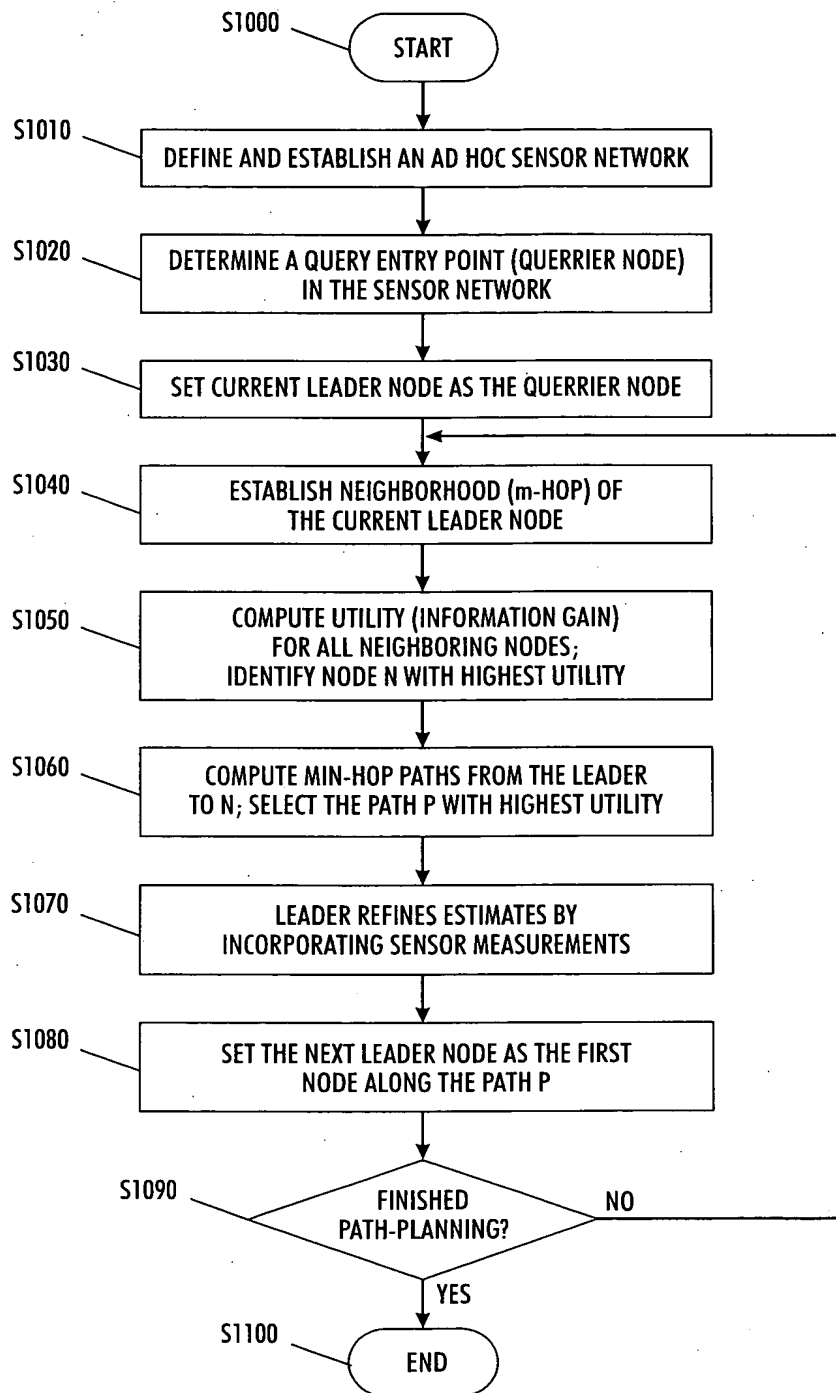 S1000
START
S1010
DEFINE AND ESTABLISH AN AD HOC SENSOR NETWORK
S1020
DETERMINE A QUERY ENTRY POINT (QUERRIER NODE)
IN THE SENSOR NETWORK
S1030
SET CURRENT LEADER NODE AS THE QUERRIER NODE
S1040
ESTABLISH NEIGHBORHOOD (m-HOP) OF
THE CURRENT LEADER NODE
S1050
COMPUTE UTILITY (INFORMATION GAIN)
FOR ALL NEIGHBORING NODES;
IDENTIFY NODE N WITH HIGHEST UTILITY
S1060
COMPUTE MIN-HOP PATHS FROM THE LEADER
TO N; SELECT THE PATH P WITH HIGHEST UTILITY
S1070
LEADER REFINES ESTIMATES BY
INCORPORATING SENSOR MEASUREMENTS
S1080
SET THE NEXT LEADER NODE AS THE FIRST
NODE ALONG THE PATH P
S1090
FINISHED
PATH-PLANNING?
NO
YES
S1100
END